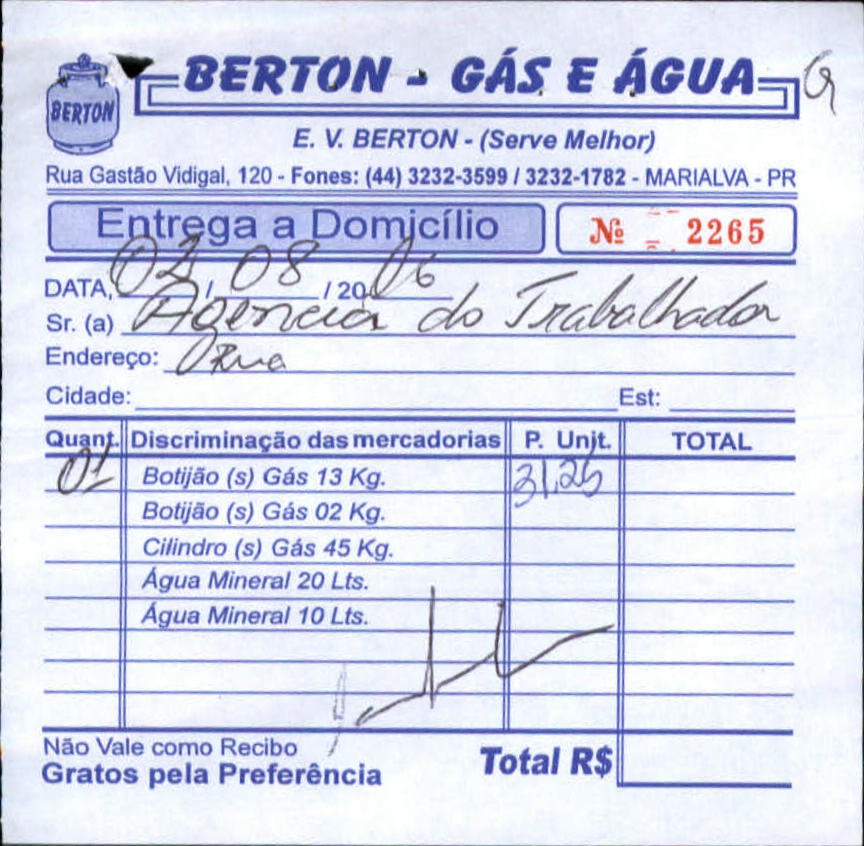 BERTON
BERTON - GÁS E ÁGUA
E. V. BERTON - (Serve Melhor)
Rua Gastão Vidigal, 120 - Fones: (44) 3232-3599 / 3232-1782 - MARIALVA - PR
Entrega a Domicílio Nº 2265
DATA, / 08 / 2006
Sr. (a) Agencia do Trabalhador
Endereço: Rua
Cidade: Est:
Quant. Discriminação das mercadorias P. Unit. TOTAL
01 Botijão (s) Gás 13 Kg. 31,25
Botijão (s) Gás 02 Kg.
Cilindro (s) Gás 45 Kg.
Água Mineral 20 Lts.
Água Mineral 10 Lts.
Não Vale como Recibo
Gratos pela Preferência Total R$